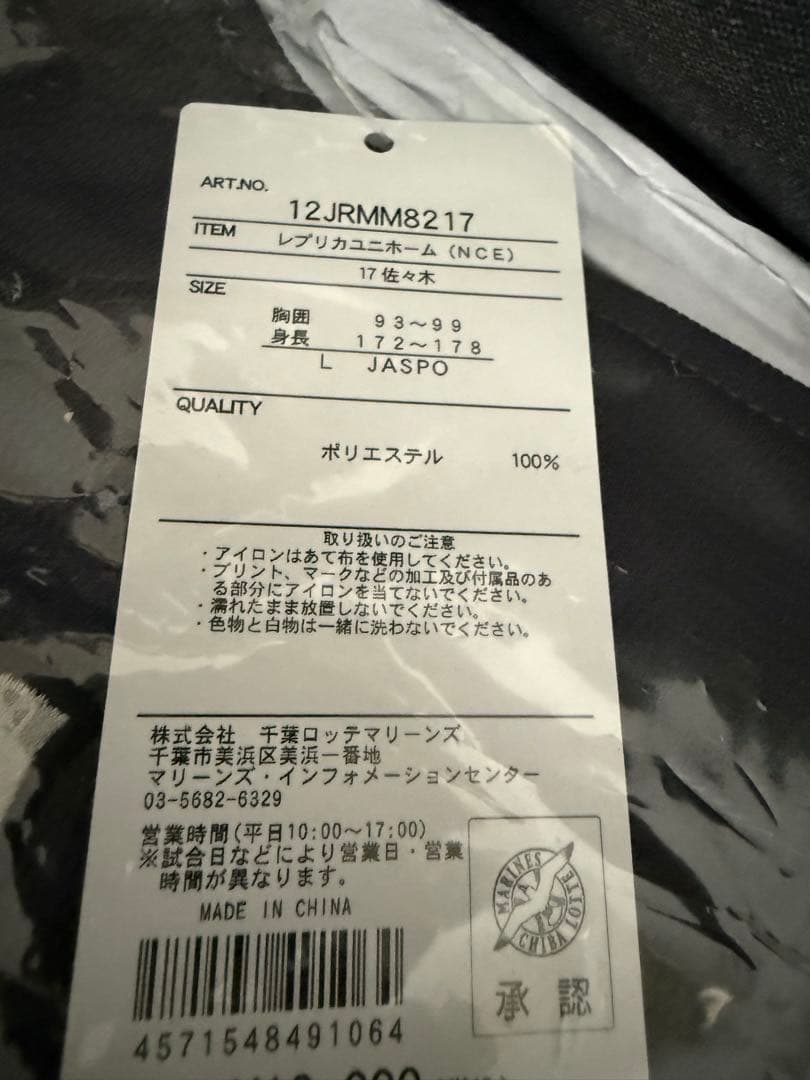 ART.NO.
12JRMM8217
ITEM レプリカユニホーム（NCE）
17 佐々木
SIZE
胸囲 93～99
身長 172～178
L JASPO
QUALITY
ポリエステル 100%
取り扱いのご注意
・アイロンはあて布を使用してください。
・プリント、マークなどの加工及び付属品のあ
る部分にアイロンを当てないでください。
・濡れたまま放置しないでください。
・色物と白物は一緒に洗わないでください。
株式会社 千葉ロッテマリーンズ
千葉市美浜区美浜一番地
マリーンズ・インフォメーションセンター
03-5682-6329
営業時間(平日10:00～17:00)
※試合日などにより営業日・営業
時間が異なります。
MADE IN CHINA
MARINES
CHIBA LOTTE
承認
4571548491064